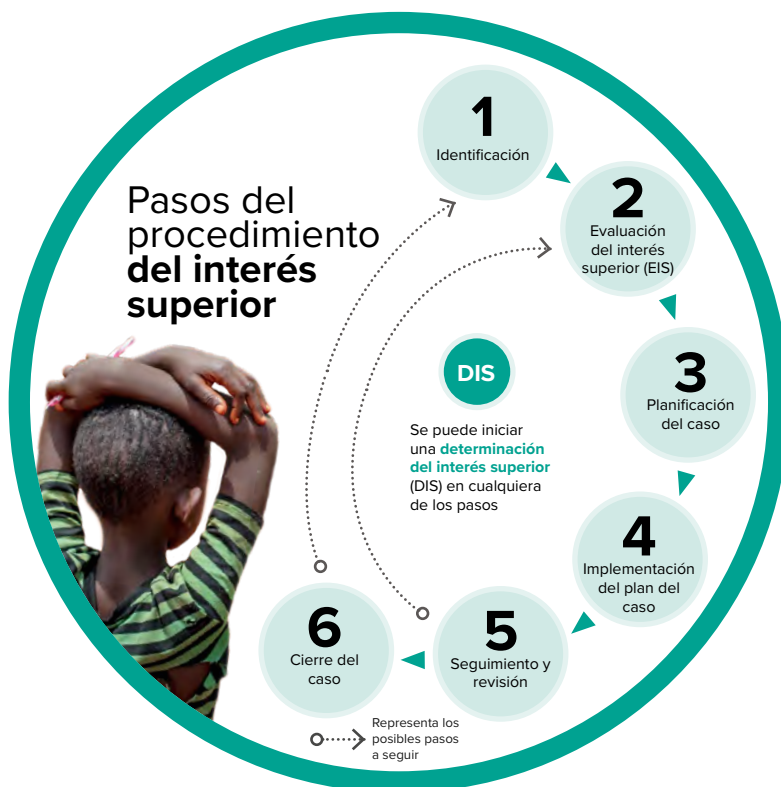 Pasos del
procedimiento
del interés
superior
1
Identificación
2
Evaluación
del interés
superior (EIS)
3
Planificación
del caso
4
Implementación
del plan del
caso
5
Seguimiento y
revisión
6
Cierre del
caso
DIS
Se puede iniciar
una determinación
del interés superior
(DIS) en cualquiera
de los pasos
Representa los
posibles pasos
a seguir